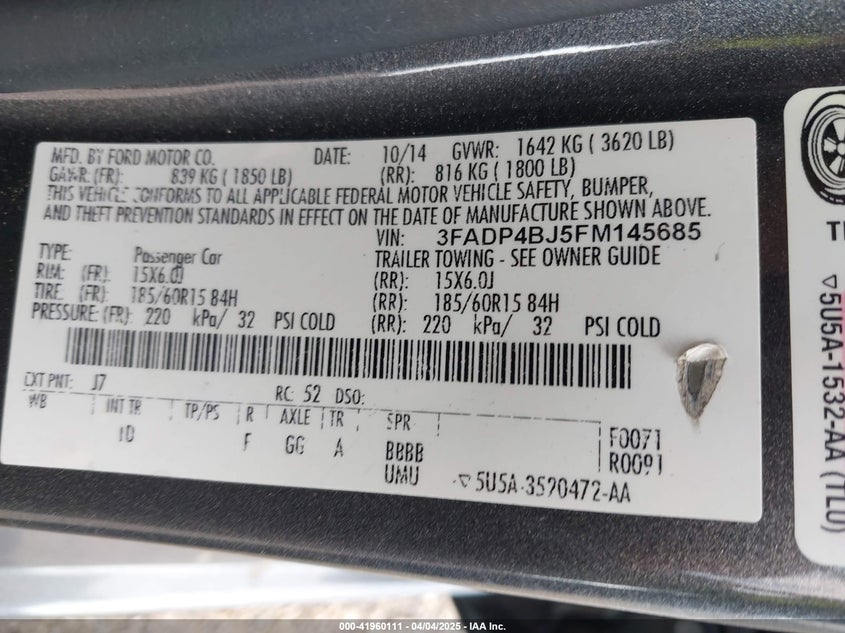 MFD. BY FORD MOTOR CO. DATE: 10/14 GVWR: 1642 KG ( 3620 LB)
GAWR: (FR): 839 KG ( 1850 LB) (RR): 816 KG ( 1800 LB)
THIS VEHICLE CONFORMS TO ALL APPLICABLE FEDERAL MOTOR VEHICLE SAFETY, BUMPER,
AND THEFT PREVENTION STANDARDS IN EFFECT ON THE DATE OF MANUFACTURE SHOWN ABOVE.
VIN: 3FADP4BJ5FM145685
TYPE: Passenger Car TRAILER TOWING - SEE OWNER GUIDE
RIM: (FR): 15X6.0J (RR): 15X6.0J
TIRE: (FR): 185/60R15 84H (RR): 185/60R15 84H
PRESSURE: (FR): 220 kPa/ 32 PSI COLD (RR): 220 kPa/ 32 PSI COLD
EXT PNT: J7 RC: 52 DSO:
WB INT TR TP/PS R AXLE TR SPR
ID F GG A BBBB F0071
UMU R0091
▽5U5A-3590472-AA
▽5U5A-1532-AA (TEU)
000-41960111 - 04/04/2025 - IAA Inc.